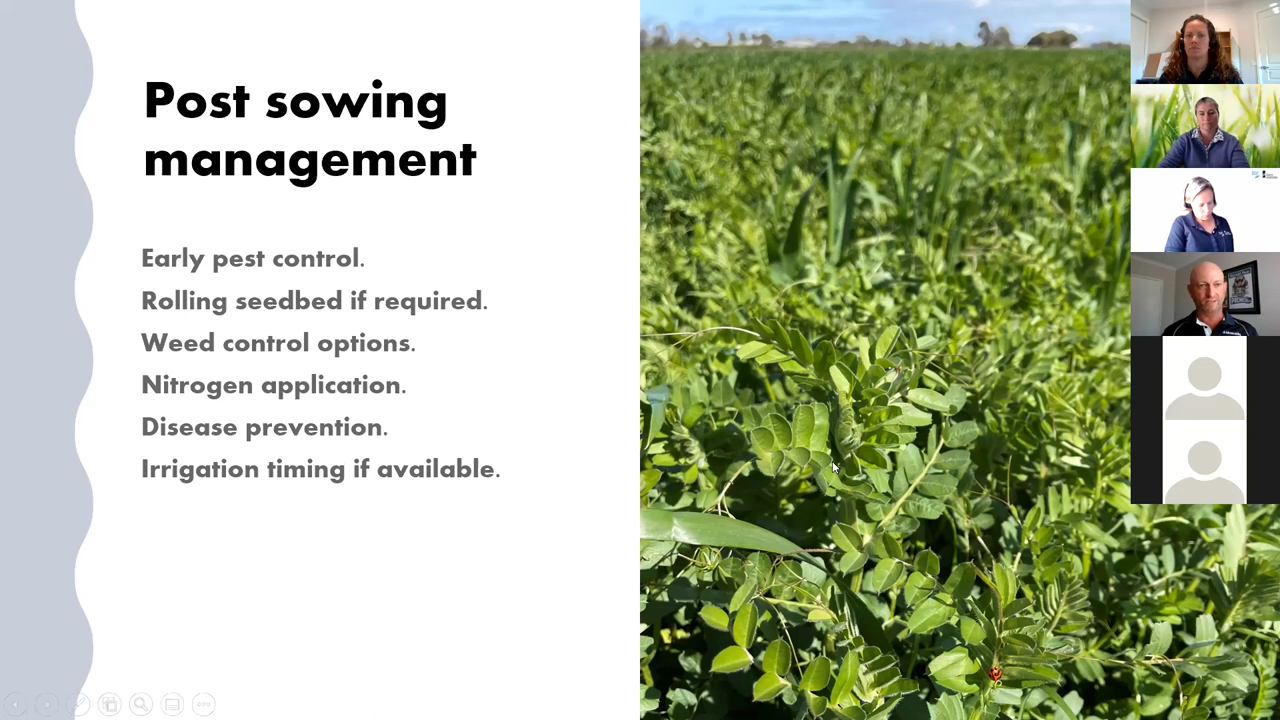 Post sowing
management
Early pest control.
Rolling seedbed if required.
Weed control options.
Nitrogen application.
Disease prevention.
Irrigation timing if available.